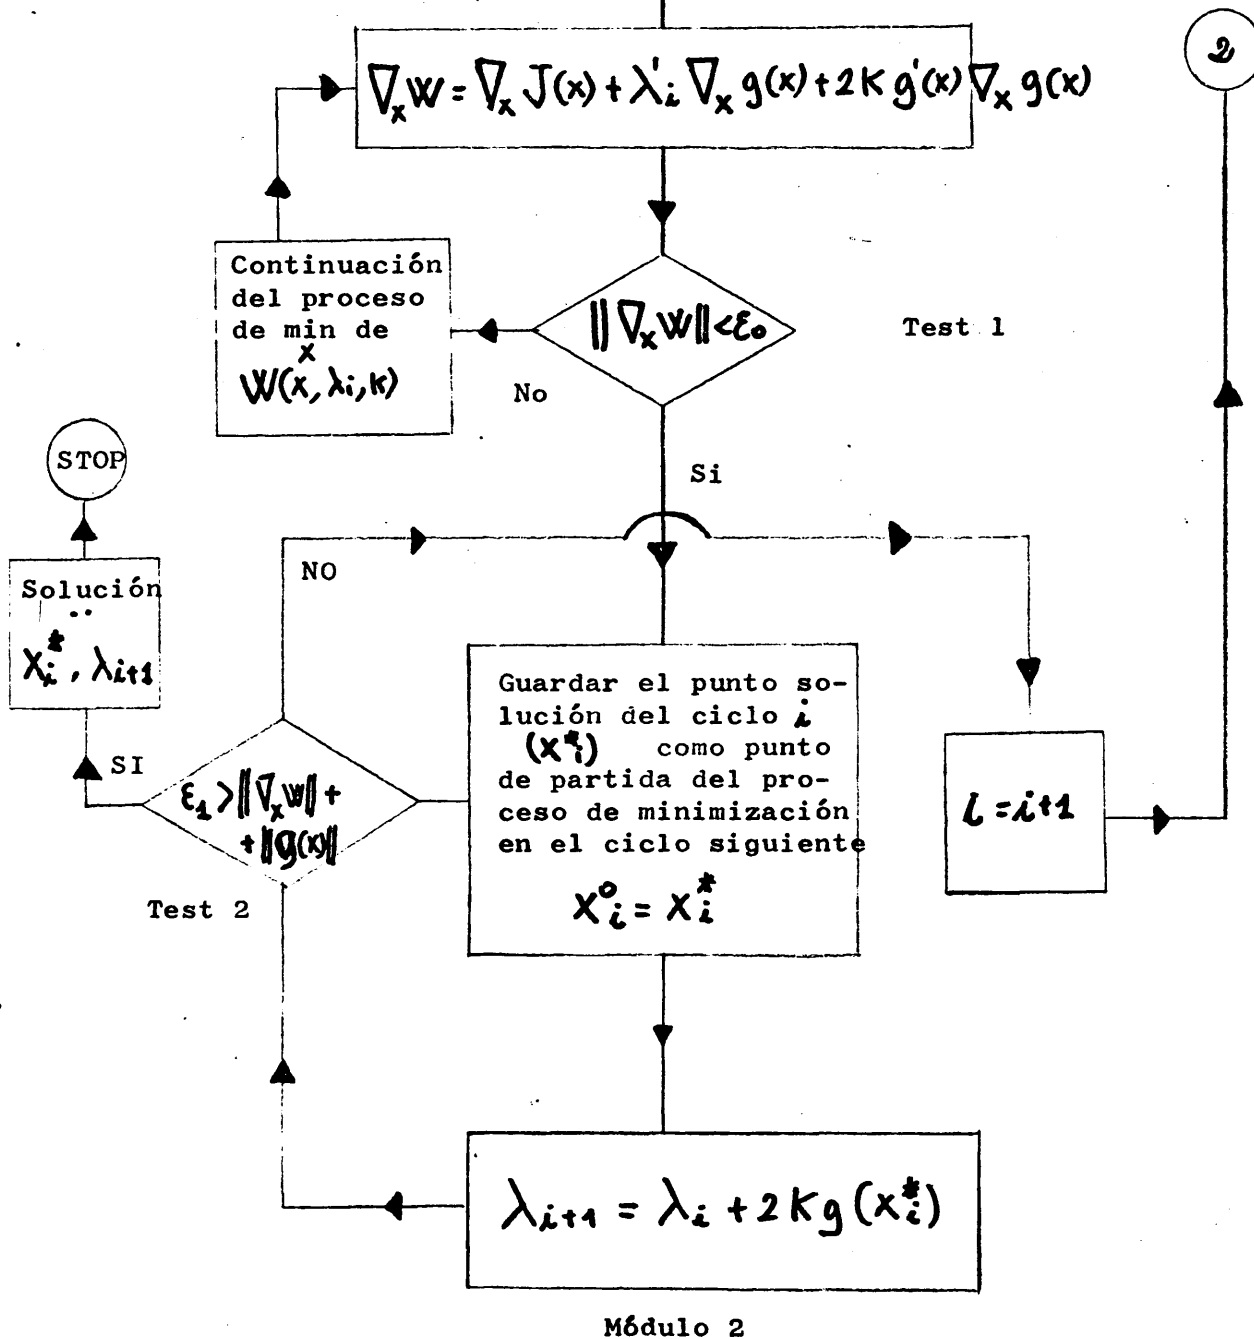 2
∇ₓW = ∇ₓJ(x) + λ'ᵢ ∇ₓg(x) + 2K g'(x) ∇ₓg(x)
Continuación
del proceso
de min de
x
W(x, λi, K)
‖∇ₓW‖ < ε₀
Test 1
No
Si
STOP
NO
Solución
..
Xᵢ*, λᵢ₊₁
SI
ε₁ > ‖∇ₓW‖ +
+ ‖g(x)‖
Test 2
Guardar el punto so-
lución del ciclo i
(X*ᵢ) como punto
de partida del pro-
ceso de minimización
en el ciclo siguiente
X⁰ᵢ = Xᵢ*
i = i+1
λᵢ₊₁ = λᵢ + 2Kg(Xᵢ*)
Módulo 2